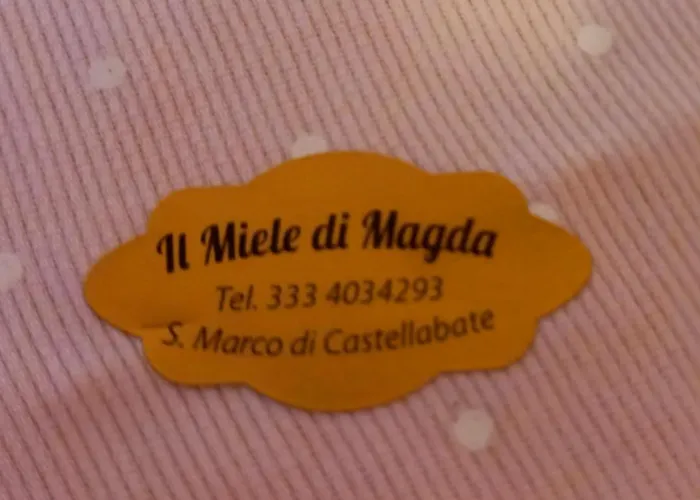 Il Miele di Magda
Tel. 333 4034293
S. Marco di Castellabate